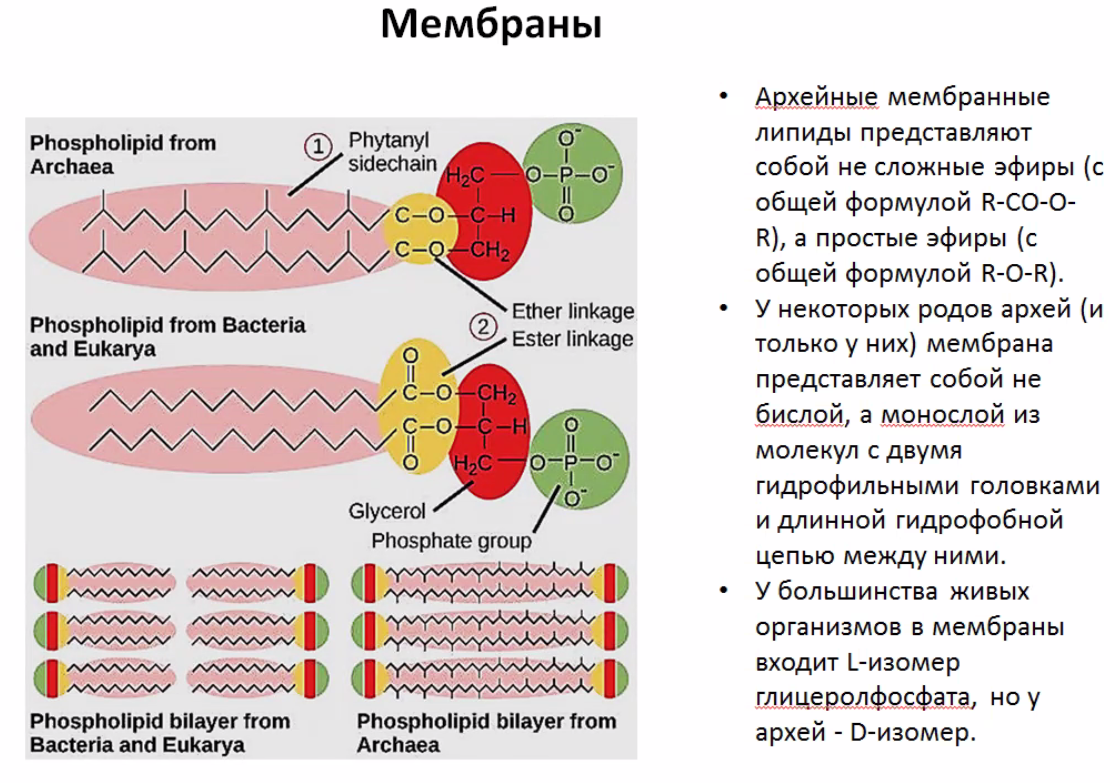 Мембраны
Phospholipid from
Archaea
1
Phytanyl
sidechain
H₂C
O
P
O⁻
O⁻
O
C–O–C–H
C–O–CH₂
Ether linkage
2
Ester linkage
Phospholipid from Bacteria
and Eukarya
O
C–O–CH₂
C–O–C–H
O
H₂C–O–P–O⁻
O
O⁻
Glycerol
Phosphate group
Phospholipid bilayer from
Bacteria and Eukarya
Phospholipid bilayer from
Archaea
• Архейные мембранные
липиды представляют
собой не сложные эфиры (с
общей формулой R-CO-O-
R), а простые эфиры (с
общей формулой R-O-R).
• У некоторых родов архей (и
только у них) мембрана
представляет собой не
бислой, а монослой из
молекул с двумя
гидрофильными головками
и длинной гидрофобной
цепью между ними.
• У большинства живых
организмов в мембраны
входит L-изомер
глицеролфосфата, но у
архей - D-изомер.